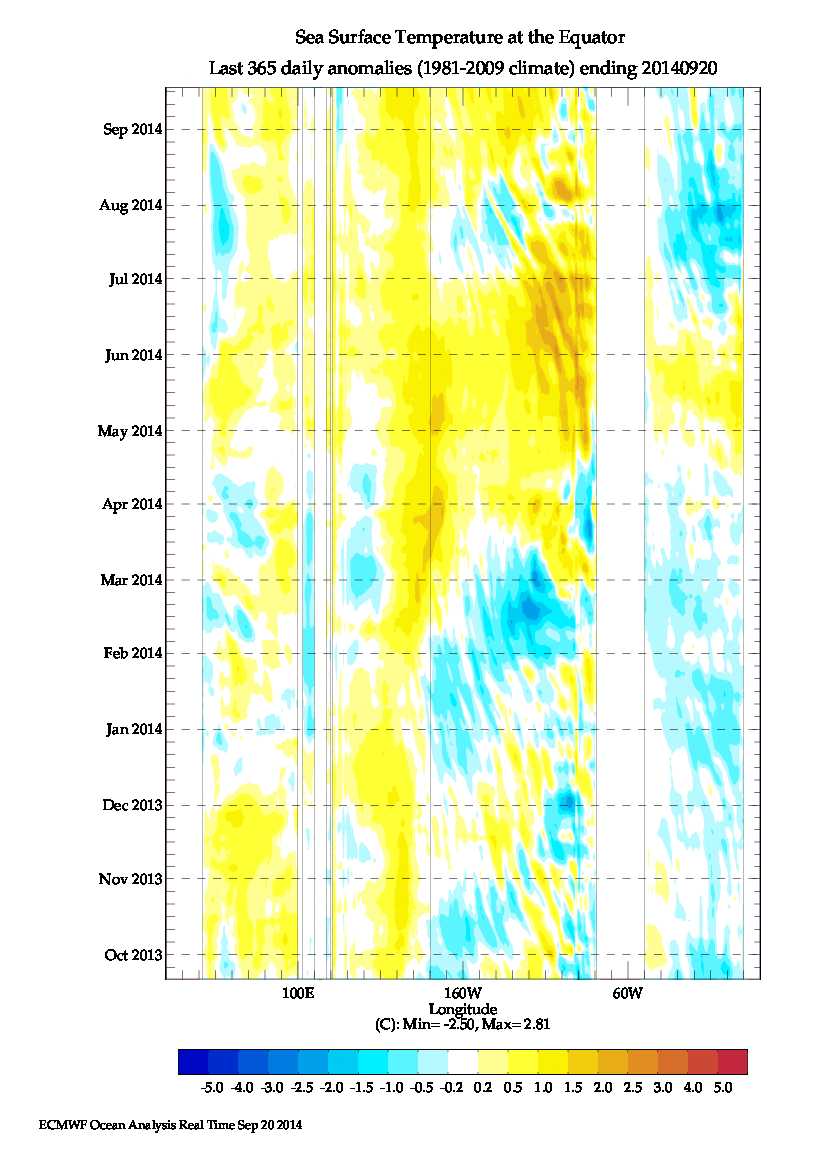 Sea Surface Temperature at the Equator
Last 365 daily anomalies (1981-2009 climate) ending 20140920
Sep 2014
Aug 2014
Jul 2014
Jun 2014
May 2014
Apr 2014
Mar 2014
Feb 2014
Jan 2014
Dec 2013
Nov 2013
Oct 2013
100E 160W 60W
Longitude
(C): Min= -2.50, Max= 2.81
-5.0 -4.0 -3.0 -2.5 -2.0 -1.5 -1.0 -0.5 -0.2 0.2 0.5 1.0 1.5 2.0 2.5 3.0 4.0 5.0
ECMWF Ocean Analysis Real Time Sep 20 2014